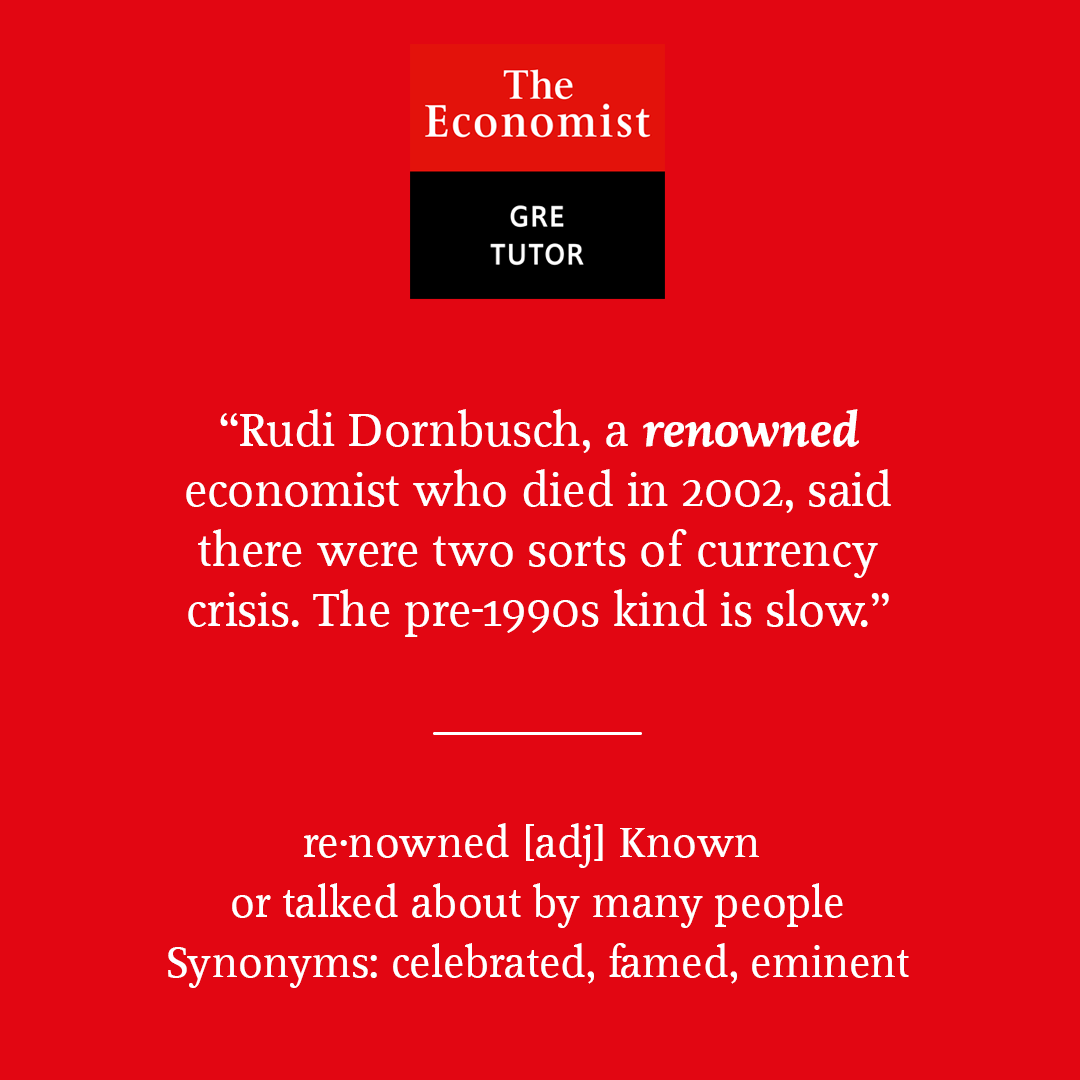 The
Economist
GRE
TUTOR
“Rudi Dornbusch, a renowned
economist who died in 2002, said
there were two sorts of currency
crisis. The pre-1990s kind is slow.”
re·nowned [adj] Known
or talked about by many people
Synonyms: celebrated, famed, eminent